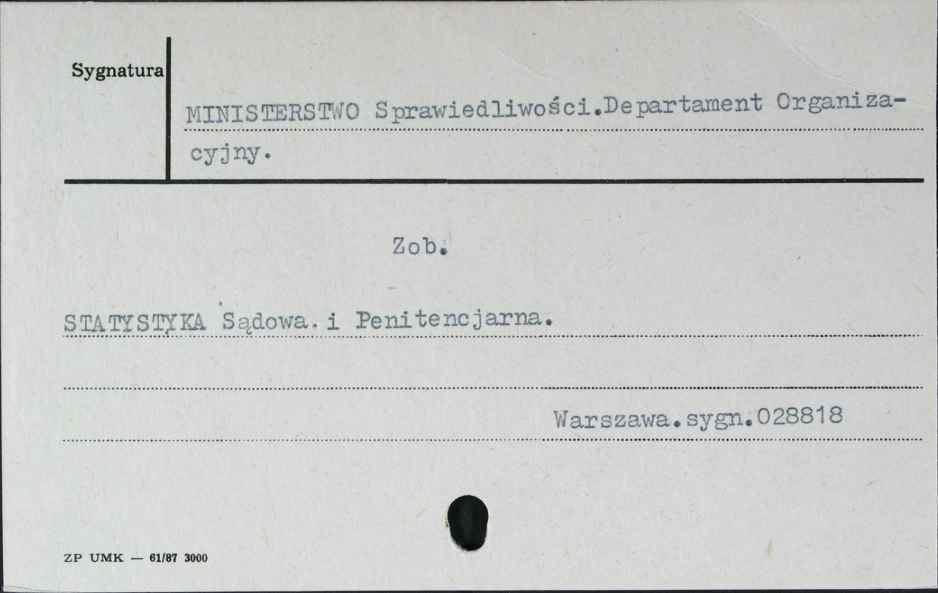 Sygnatura
MINISTERSTWO Sprawiedliwości.Departament Organiza-
cyjny.
Zob.
STATYSTYKA Sądowa.i Penitencjarna.
Warszawa.sygn.028818
ZP UMK — 61/87 3000